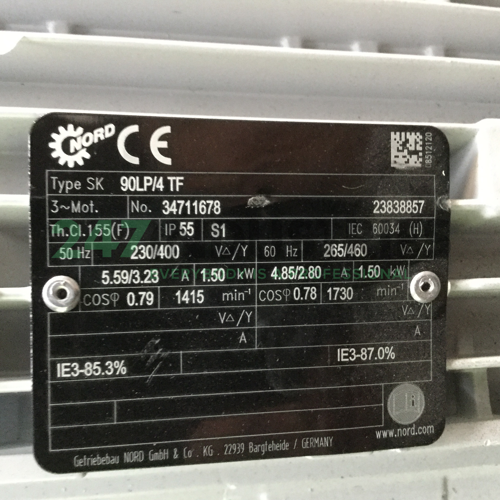 NORD CE
08512120
Type SK 90LP/4 TF
3~Mot. No. 34711678 23838857
Th.Cl.155(F) IP 55 S1 IEC 60034 (H)
50 Hz 230/400 V△/Y 60 Hz 265/460 V△/Y
5.59/3.23 A 1.50 kW 4.85/2.80 A 1.50 kW
COSφ 0.79 1415 min⁻¹ COSφ 0.78 1730 min⁻¹
V△/Y V△/Y
A A
IE3-85.3% IE3-87.0%
www.nord.com
Getriebebau NORD GmbH & Co. KG . 22939 Bargteheide / GERMANY
247